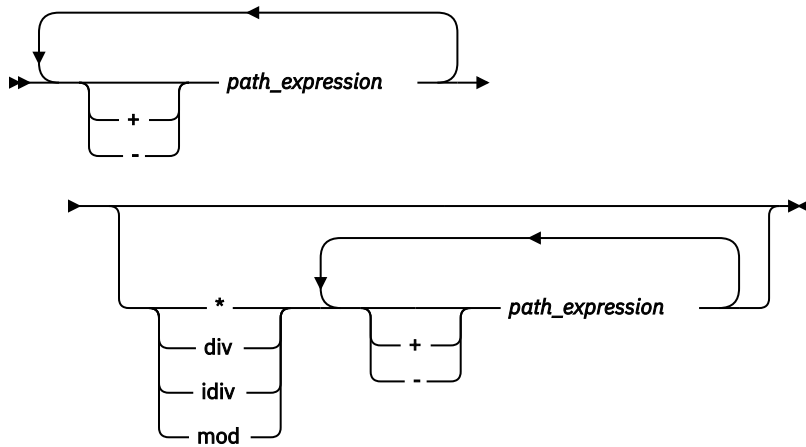 path_expression
+
-
* path_expression
div +
idiv -
mod